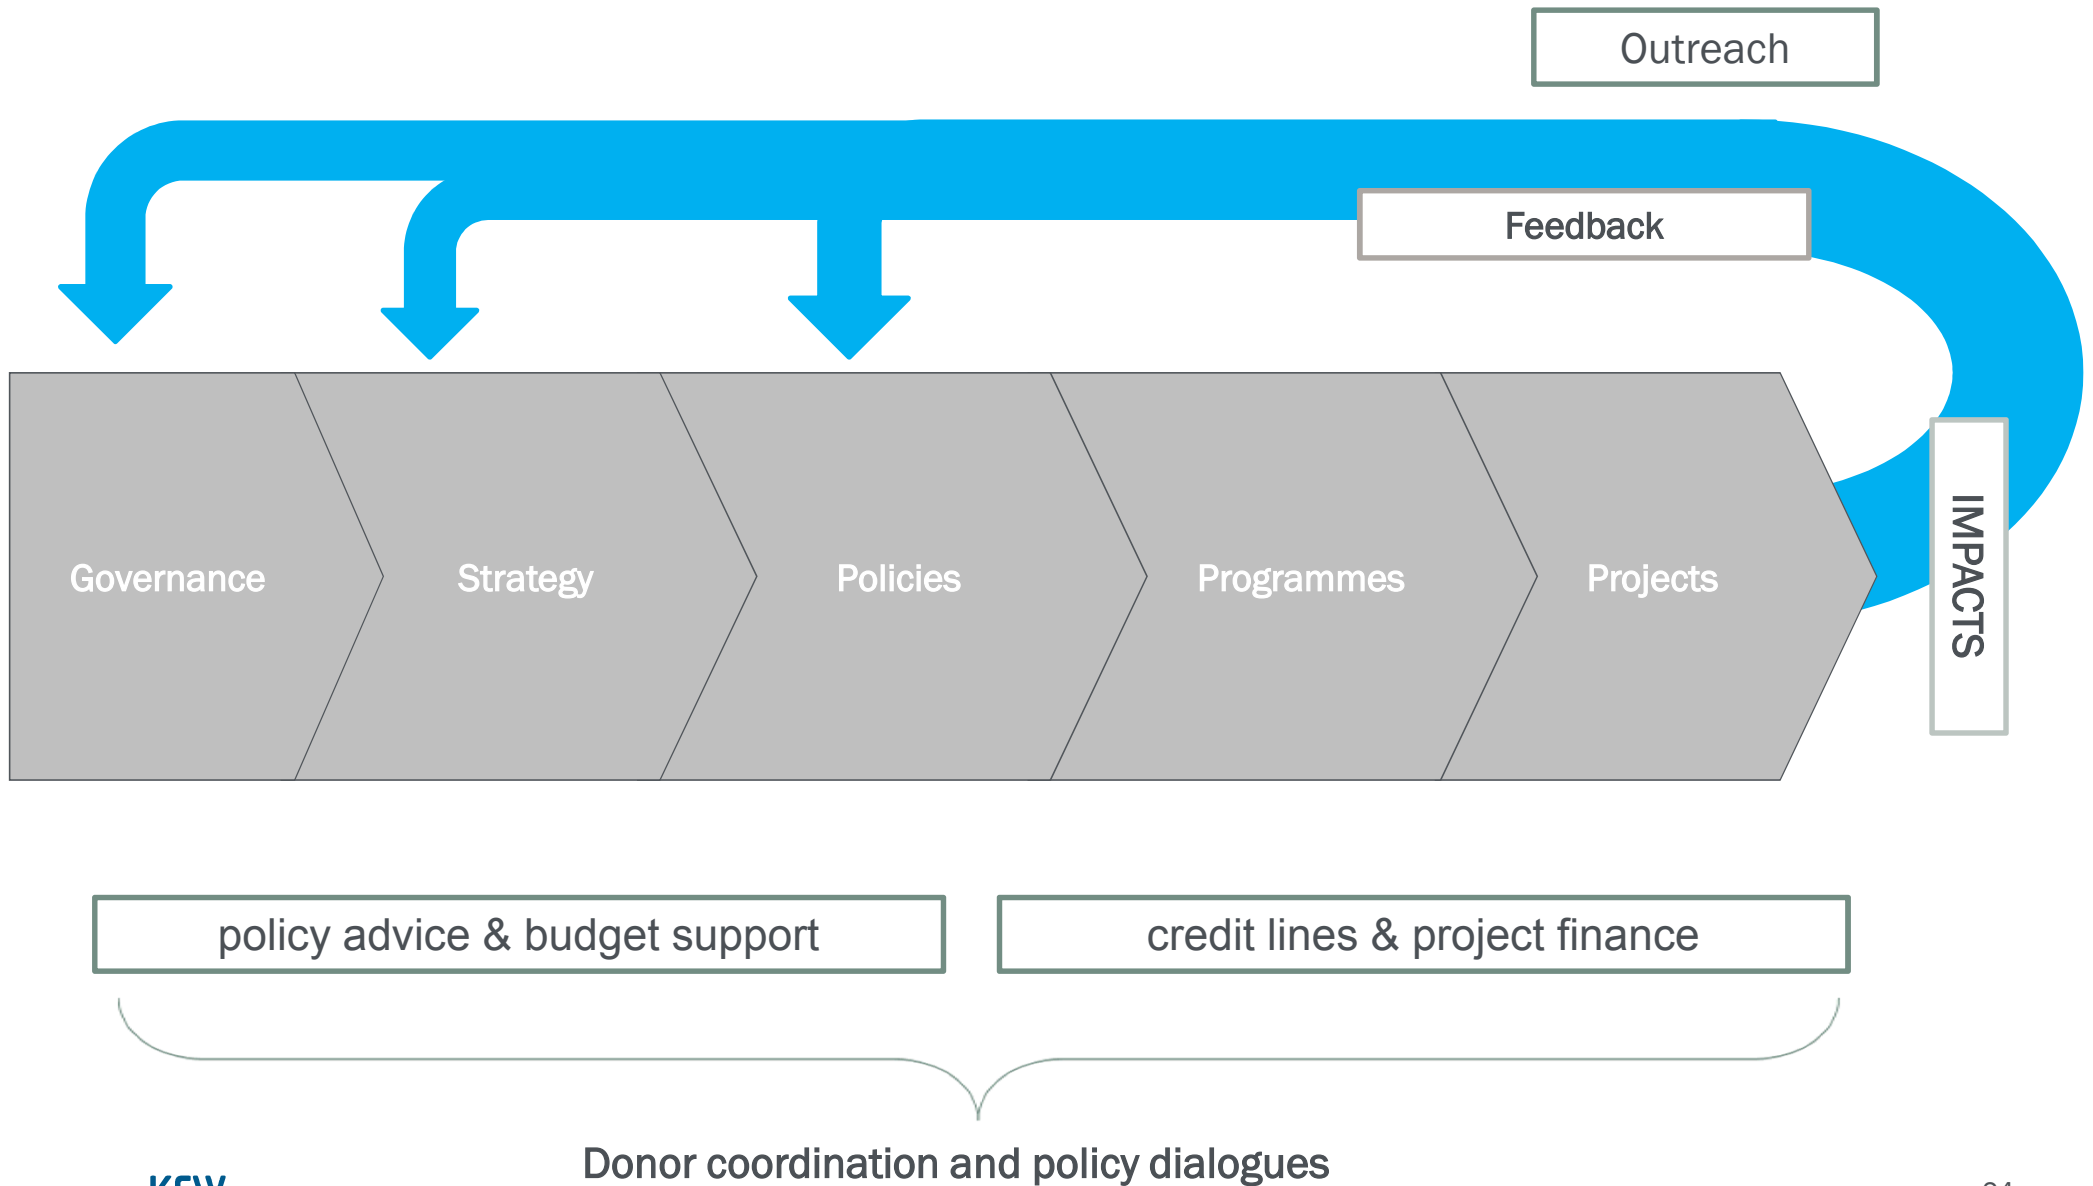 Outreach
Feedback
Governance
Strategy
Policies
Programmes
Projects
IMPACTS
policy advice & budget support
credit lines & project finance
Donor coordination and policy dialogues
KFW